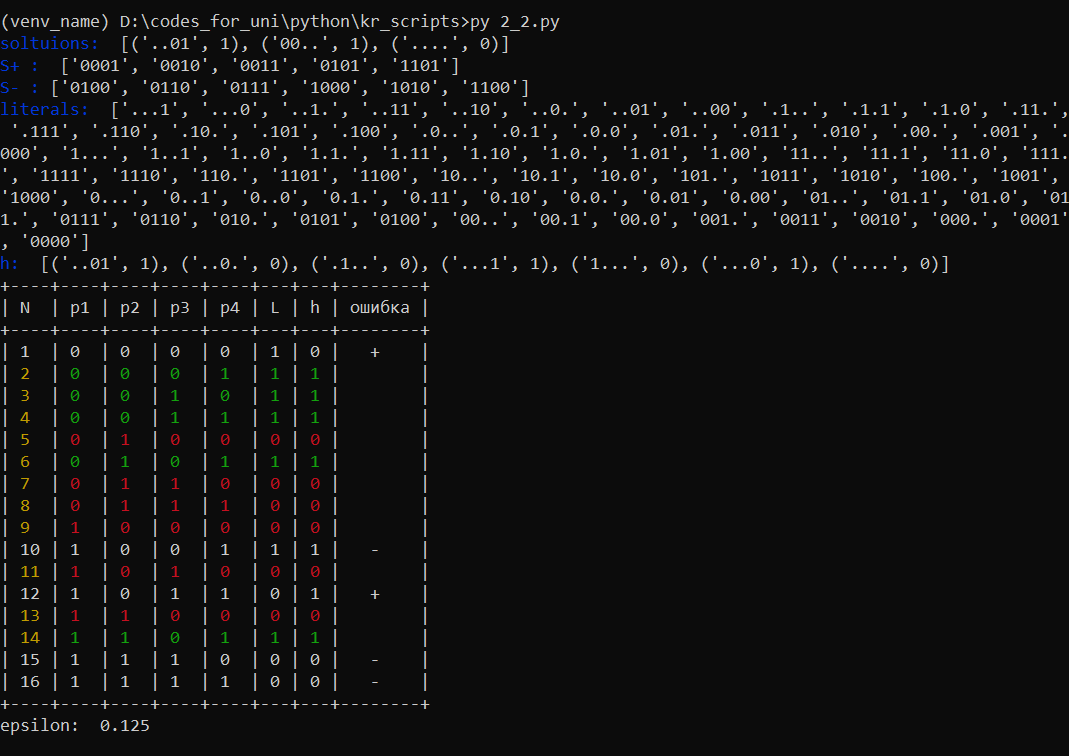 (venv_name) D:\codes_for_uni\python\kr_scripts>py 2_2.py
soltuions:  [('..01', 1), ('00..', 1), ('....', 0)]
S+ :  ['0001', '0010', '0011', '0101', '1101']
S- : ['0100', '0110', '0111', '1000', '1010', '1100']
literals:  ['...1', '...0', '..1.', '..11', '..10', '..0.', '..01', '..00', '.1..', '.1.1', '.1.0', '.11.',
 '.111', '.110', '.10.', '.101', '.100', '.0..', '.0.1', '.0.0', '.01.', '.011', '.010', '.00.', '.001', '.
000', '1...', '1..1', '1..0', '1.1.', '1.11', '1.10', '1.0.', '1.01', '1.00', '11..', '11.1', '11.0', '111.
', '1111', '1110', '110.', '1101', '1100', '10..', '10.1', '10.0', '101.', '1011', '1010', '100.', '1001',
'1000', '0...', '0..1', '0..0', '0.1.', '0.11', '0.10', '0.0.', '0.01', '0.00', '01..', '01.1', '01.0', '01
1.', '0111', '0110', '010.', '0101', '0100', '00..', '00.1', '00.0', '001.', '0011', '0010', '000.', '0001'
, '0000']
h:  [('..01', 1), ('..0.', 0), ('.1..', 0), ('...1', 1), ('1...', 0), ('...0', 1), ('....', 0)]
+----+----+----+----+----+---+---+--------+
| N  | p1 | p2 | p3 | p4 | L | h | ошибка |
+----+----+----+----+----+---+---+--------+
| 1  | 0  | 0  | 0  | 0  | 1 | 0 |   +    |
| 2  | 0  | 0  | 0  | 1  | 1 | 1 |        |
| 3  | 0  | 0  | 1  | 0  | 1 | 1 |        |
| 4  | 0  | 0  | 1  | 1  | 1 | 1 |        |
| 5  | 0  | 1  | 0  | 0  | 0 | 0 |        |
| 6  | 0  | 1  | 0  | 1  | 1 | 1 |        |
| 7  | 0  | 1  | 1  | 0  | 0 | 0 |        |
| 8  | 0  | 1  | 1  | 1  | 0 | 0 |        |
| 9  | 1  | 0  | 0  | 0  | 0 | 0 |        |
| 10 | 1  | 0  | 0  | 1  | 1 | 1 |   -    |
| 11 | 1  | 0  | 1  | 0  | 0 | 0 |        |
| 12 | 1  | 0  | 1  | 1  | 0 | 1 |   +    |
| 13 | 1  | 1  | 0  | 0  | 0 | 0 |        |
| 14 | 1  | 1  | 0  | 1  | 1 | 1 |        |
| 15 | 1  | 1  | 1  | 0  | 0 | 0 |   -    |
| 16 | 1  | 1  | 1  | 1  | 0 | 0 |   -    |
+----+----+----+----+----+---+---+--------+
epsilon:  0.125